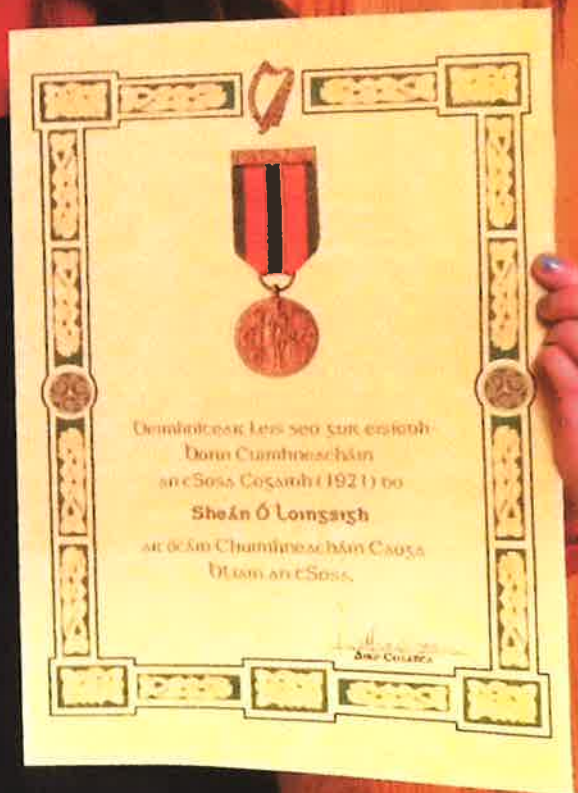 Deimhnítear leis seo gur eisíodh
Bonn Cuimhneacháin
an tSosa Cogaidh (1921) do
Sheán Ó Loingsigh
ar ócáid Chuimhneacháin Caoga
Bliain an tSosa.
Aire Cosanta